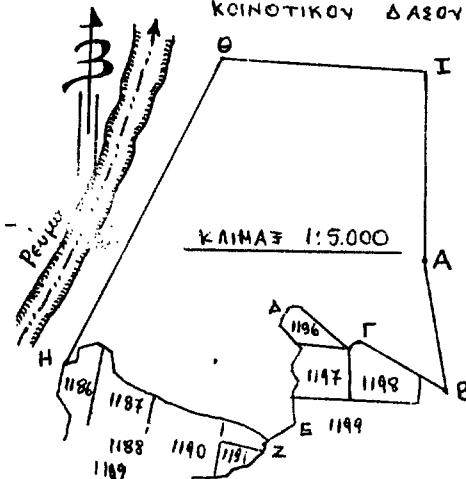 ΚΟΙΝΟΤΙΚΟΥ ΔΑΣΟΥ
Β
Θ
Ι
Ρεύμα
ΚΛΙΜΑΞ 1:5.000
Α
Δ
1196
Γ
Η
1186
1197
1198
Β
1187
Ε
1199
1188
1190
1191
Ζ
1189